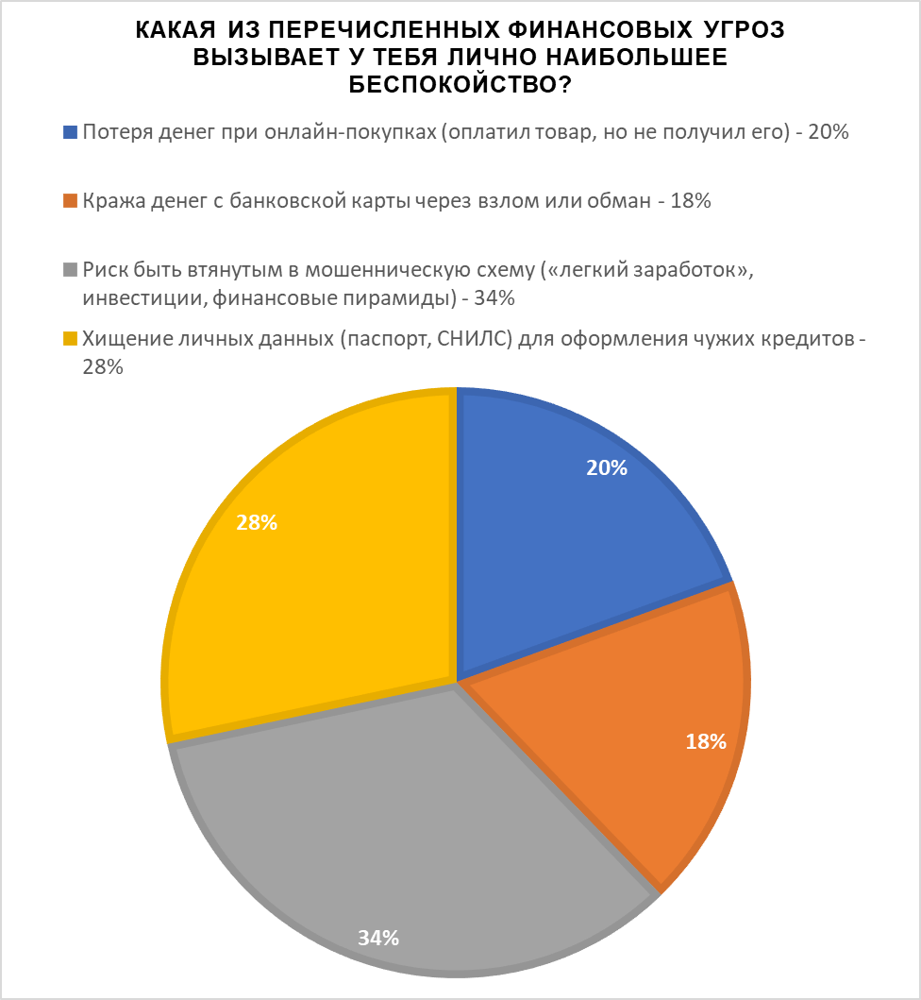 КАКАЯ ИЗ ПЕРЕЧИСЛЕННЫХ ФИНАНСОВЫХ УГРОЗ
ВЫЗЫВАЕТ У ТЕБЯ ЛИЧНО НАИБОЛЬШЕЕ
БЕСПОКОЙСТВО?
Потеря денег при онлайн-покупках (оплатил товар, но не получил его) - 20%
Кража денег с банковской карты через взлом или обман - 18%
Риск быть втянутым в мошенническую схему («легкий заработок»,
инвестиции, финансовые пирамиды) - 34%
Хищение личных данных (паспорт, СНИЛС) для оформления чужих кредитов -
28%
20%
28%
18%
34%